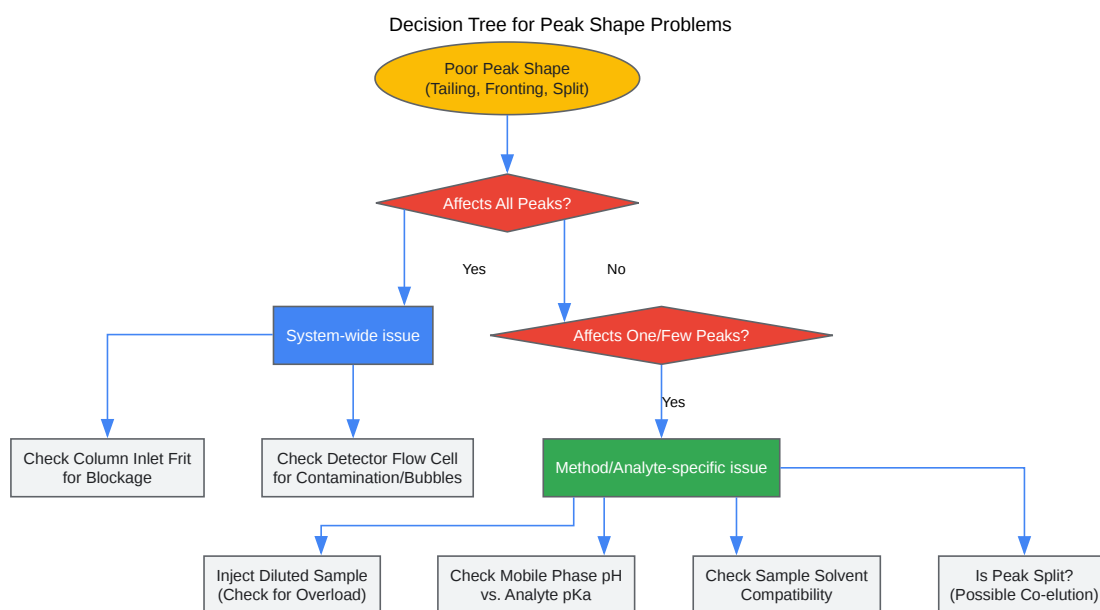 Decision Tree for Peak Shape Problems
Poor Peak Shape
(Tailing, Fronting, Split)
Affects All Peaks?
Yes
No
System-wide issue
Affects One/Few Peaks?
Yes
Check Column Inlet Frit
for Blockage
Check Detector Flow Cell
for Contamination/Bubbles
Method/Analyte-specific issue
Inject Diluted Sample
(Check for Overload)
Check Mobile Phase pH
vs. Analyte pKa
Check Sample Solvent
Compatibility
Is Peak Split?
(Possible Co-elution)